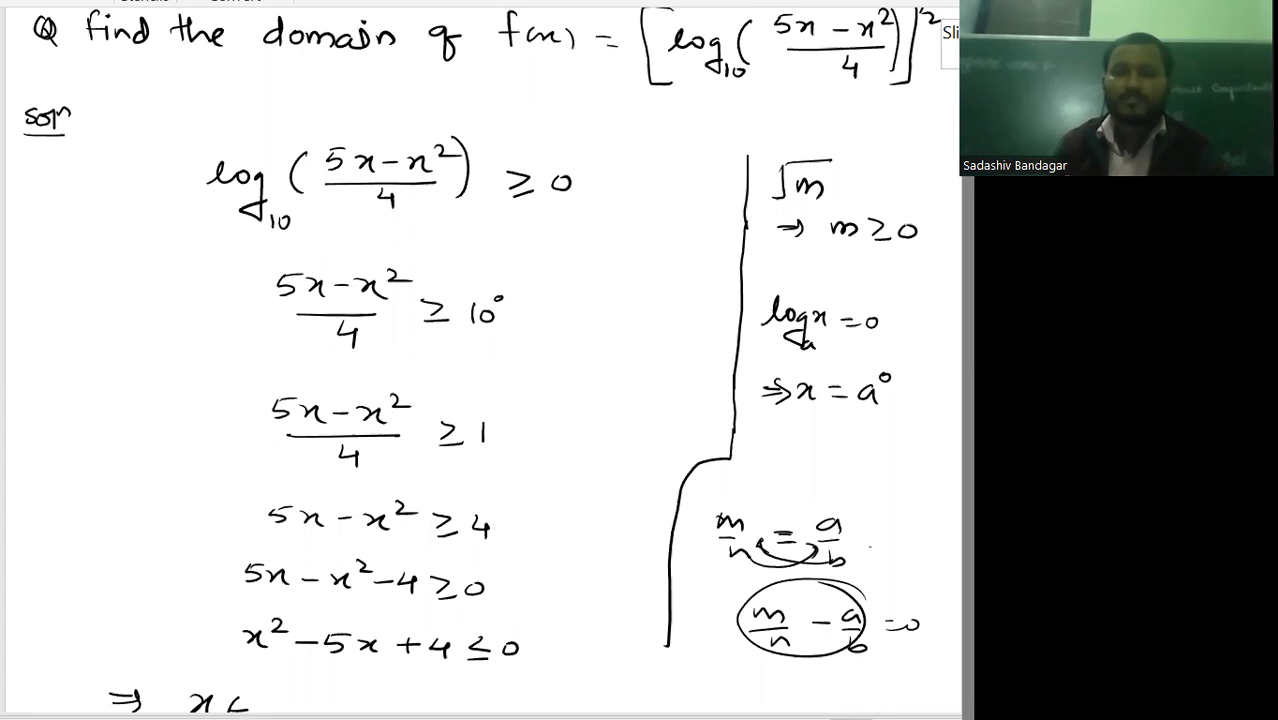 Q find the domain of f(x) = [log₁₀(5x − x²/4)]^1/2
Sli
Sadashiv Bandagar
Solⁿ
log₁₀(5x−x²/4) ≥ 0
√m
⇒ m ≥ 0
5x−x²/4 ≥ 10⁰
logₐx = 0
⇒ x = a⁰
5x−x²/4 ≥ 1
5x − x² ≥ 4
m/n = a/b
5x − x² − 4 ≥ 0
m/n − a/b = 0
x² − 5x + 4 ≤ 0
⇒ x